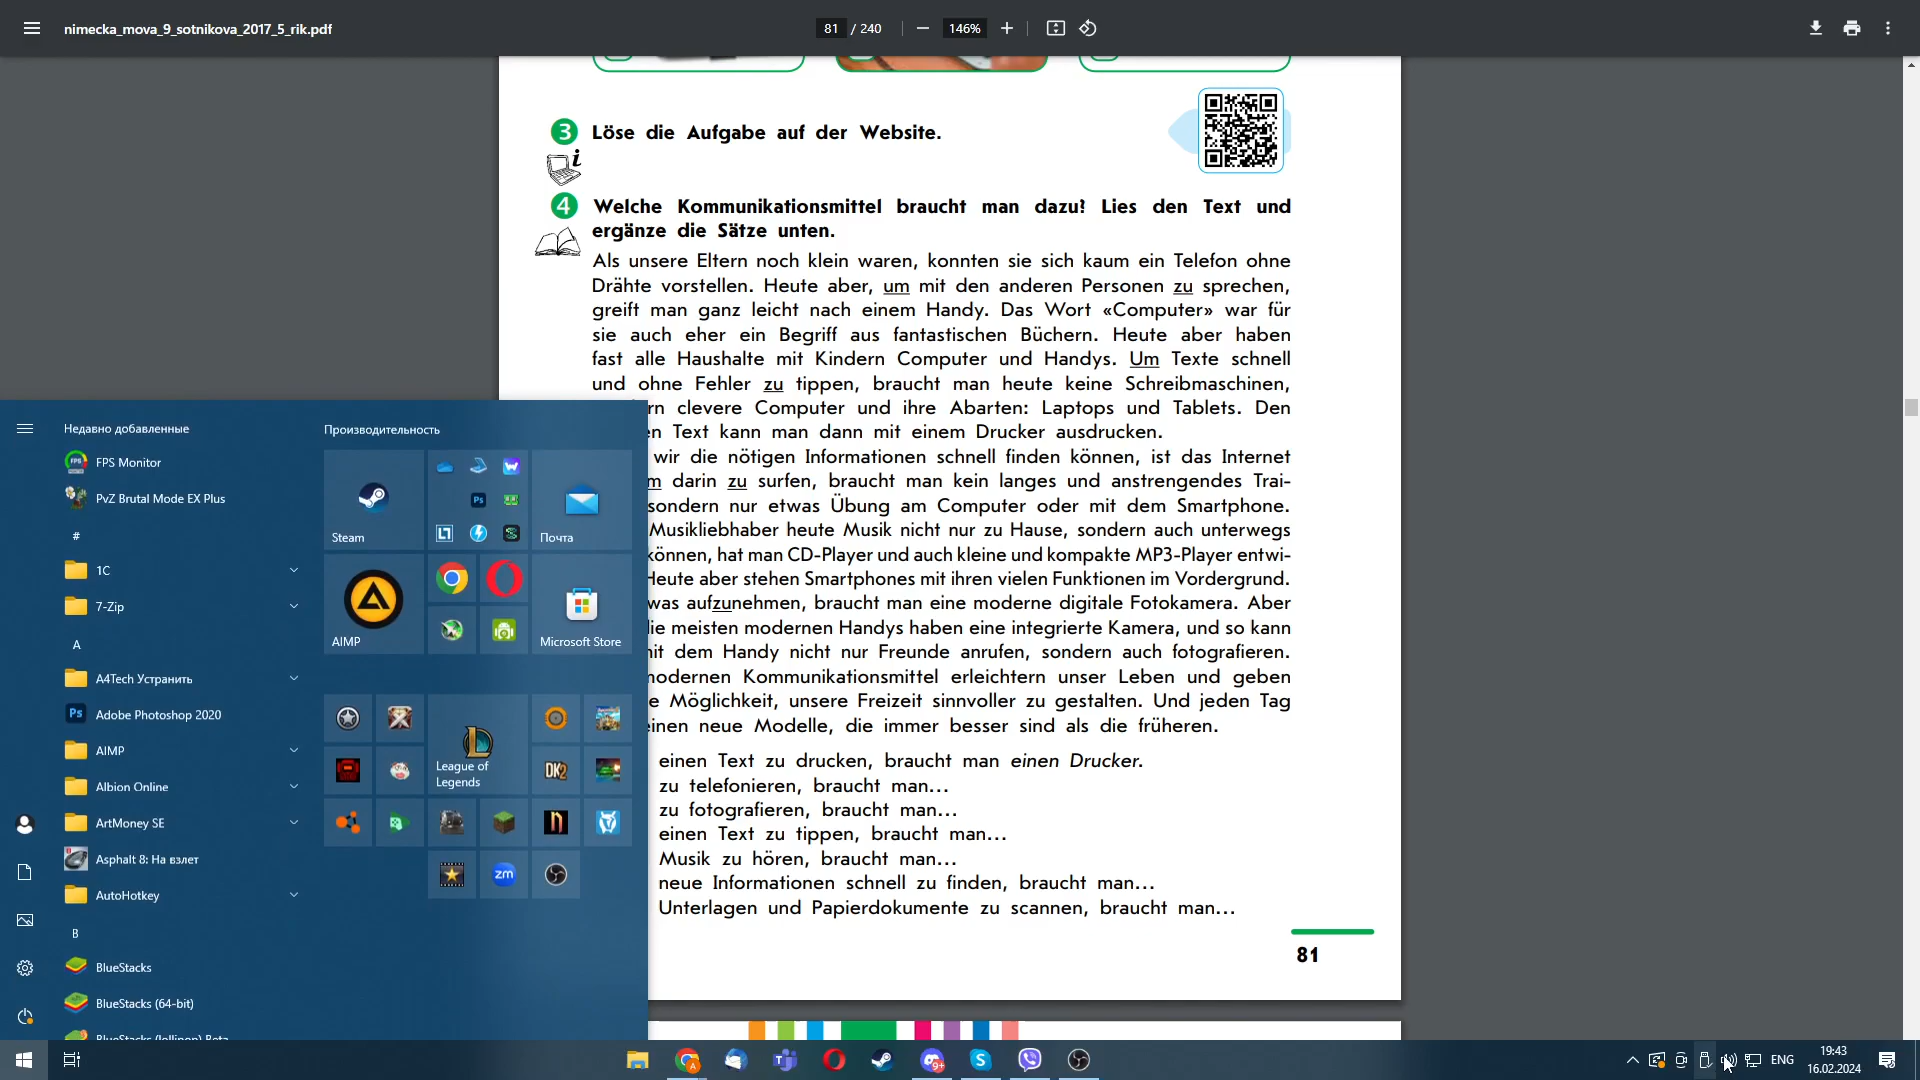 nimecka_mova_9_sotnikova_2017_5_rik.pdf
81 / 240
146%
3 Löse die Aufgabe auf der Website.
4 Welche Kommunikationsmittel braucht man dazu? Lies den Text und
ergänze die Sätze unten.
Als unsere Eltern noch klein waren, konnten sie sich kaum ein Telefon ohne
Drähte vorstellen. Heute aber, um mit den anderen Personen zu sprechen,
greift man ganz leicht nach einem Handy. Das Wort «Computer» war für
sie auch eher ein Begriff aus fantastischen Büchern. Heute aber haben
fast alle Haushalte mit Kindern Computer und Handys. Um Texte schnell
und ohne Fehler zu tippen, braucht man heute keine Schreibmaschinen,
rn clevere Computer und ihre Abarten: Laptops und Tablets. Den
n Text kann man dann mit einem Drucker ausdrucken.
wir die nötigen Informationen schnell finden können, ist das Internet
m darin zu surfen, braucht man kein langes und anstrengendes Trai-
sondern nur etwas Übung am Computer oder mit dem Smartphone.
Musikliebhaber heute Musik nicht nur zu Hause, sondern auch unterwegs
können, hat man CD-Player und auch kleine und kompakte MP3-Player entwi-
Heute aber stehen Smartphones mit ihren vielen Funktionen im Vordergrund.
was aufzunehmen, braucht man eine moderne digitale Fotokamera. Aber
die meisten modernen Handys haben eine integrierte Kamera, und so kann
mit dem Handy nicht nur Freunde anrufen, sondern auch fotografieren.
modernen Kommunikationsmittel erleichtern unser Leben und geben
e Möglichkeit, unsere Freizeit sinnvoller zu gestalten. Und jeden Tag
einen neue Modelle, die immer besser sind als die früheren.
einen Text zu drucken, braucht man einen Drucker.
zu telefonieren, braucht man...
zu fotografieren, braucht man...
einen Text zu tippen, braucht man...
Musik zu hören, braucht man...
neue Informationen schnell zu finden, braucht man...
Unterlagen und Papierdokumente zu scannen, braucht man...
81
Недавно добавленные
FPS Monitor
PvZ Brutal Mode EX Plus
#
1C
7-Zip
A
A4Tech Устранить
Adobe Photoshop 2020
AIMP
Albion Online
ArtMoney SE
Asphalt 8: На взлет
AutoHotkey
B
BlueStacks
BlueStacks (64-bit)
Производительность
Steam
Почта
AIMP
Microsoft Store
League of
Legends
DK2
zm
ENG
19:43
16.02.2024